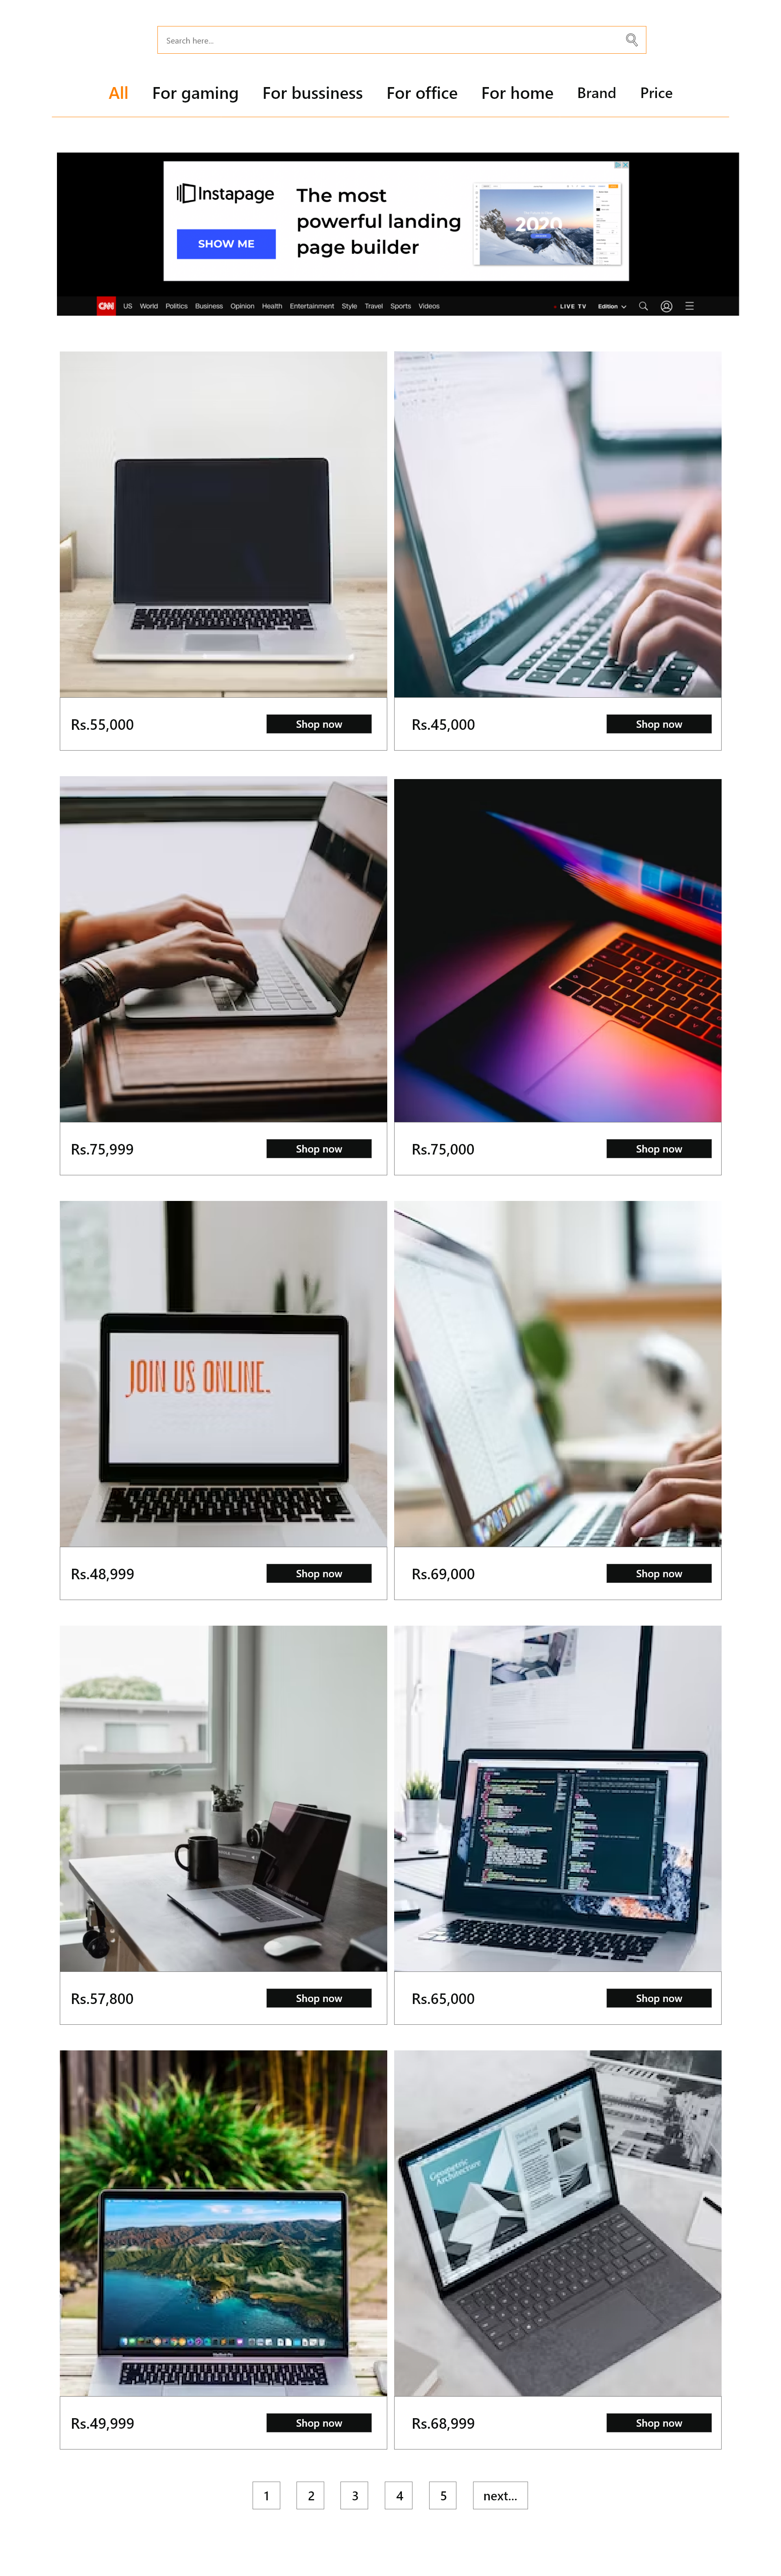 Search here...
All For gaming For bussiness For office For home Brand Price
Instapage
SHOW ME
The most
powerful landing
page builder
2020
CNN US World Politics Business Opinion Health Entertainment Style Travel Sports Videos LIVE TV Edition
Rs.55,000 Shop now
Rs.45,000 Shop now
Rs.75,999 Shop now
Rs.75,000 Shop now
JOIN US ONLINE.
Rs.48,999 Shop now
Rs.69,000 Shop now
Rs.57,800 Shop now
Rs.65,000 Shop now
Geometric
Architecture
MacBook Pro
Rs.49,999 Shop now
Rs.68,999 Shop now
1 2 3 4 5 next...